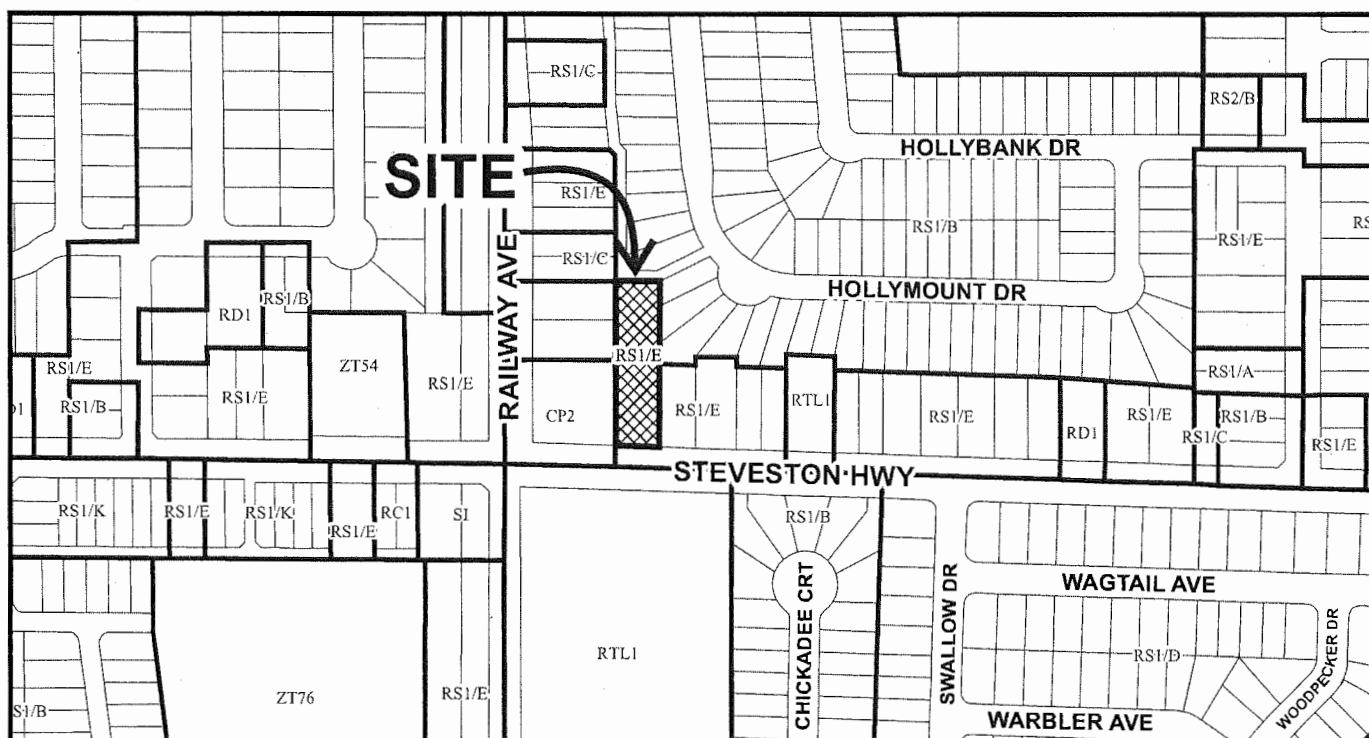 RS1/C
RS2/B
HOLLYBANK DR
SITE
RS1/E
RS1/B
RS1/E
RS
RAILWAY AVE
RS1/C
HOLLYMOUNT DR
RD1
RS1/B
RS1/E
ZT54
RS1/E
RS1/E
RS1/A
RS1/B
RS1/E
CP2
RS1/E
RTL1
RS1/E
RD1
RS1/E
RS1/C
RS1/B
RS1/E
STEVESTON HWY
RS1/K
RS1/E
RS1/K
RS1/E
RC1
SI
RS1/B
CHICKADEE CRT
SWALLOW DR
WAGTAIL AVE
WOODPECKER DR
RTL1
RS1/D
S1/B
ZT76
RS1/E
WARBLER AVE